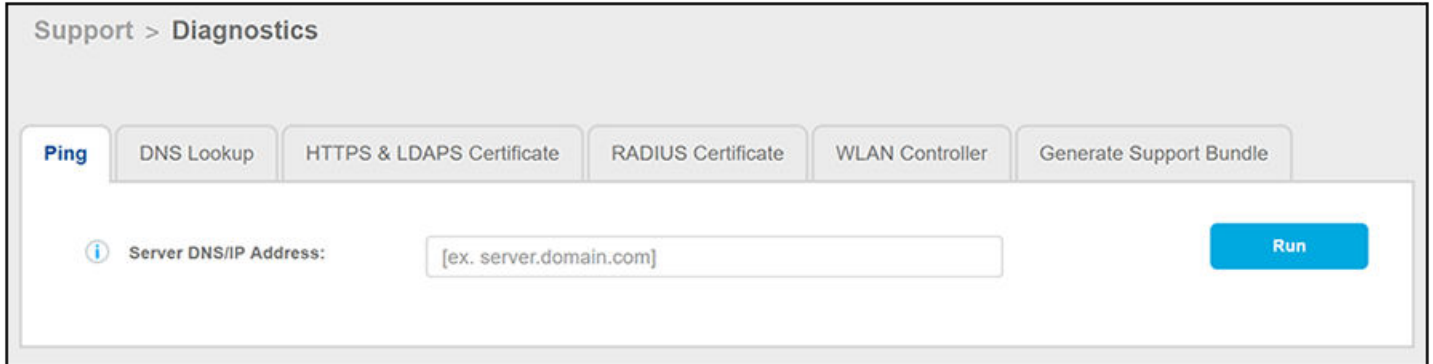 Support > Diagnostics
Ping DNS Lookup HTTPS & LDAPS Certificate RADIUS Certificate WLAN Controller Generate Support Bundle
i Server DNS/IP Address: [ex. server.domain.com] Run